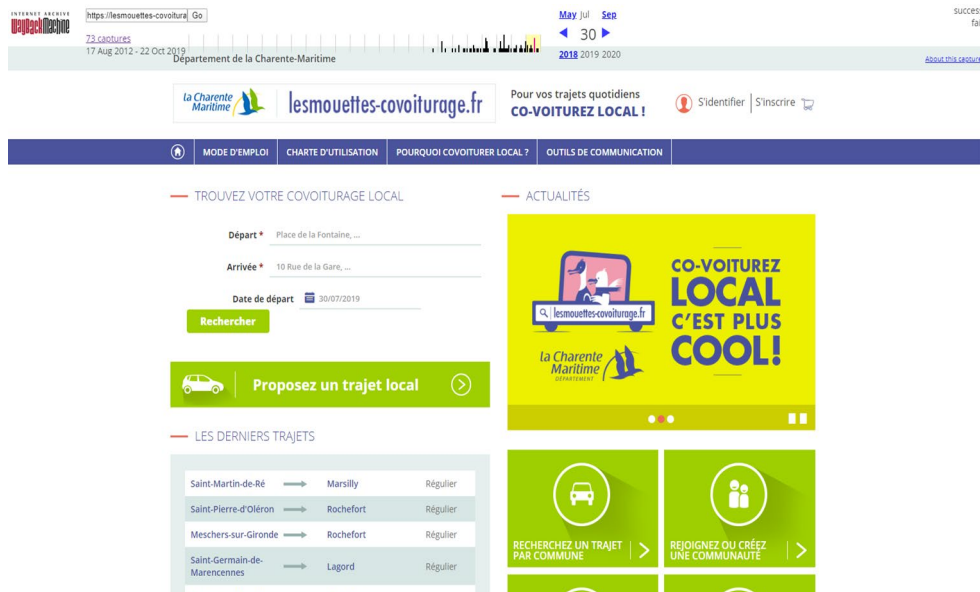 INTERNET ARCHIVE
WayBackMachine
https://lesmouettes-covoitura
Go
73 captures
17 Aug 2012 - 22 Oct 2019
May Jul Sep
30
2018 2019 2020
success
fai
About this capture
Département de la Charente-Maritime
la Charente
Maritime
lesmouettes-covoiturage.fr
Pour vos trajets quotidiens
CO-VOITUREZ LOCAL !
S'identifier S'inscrire
MODE D'EMPLOI CHARTE D'UTILISATION POURQUOI COVOITURER LOCAL ? OUTILS DE COMMUNICATION
TROUVEZ VOTRE COVOITURAGE LOCAL
Départ * Place de la Fontaine, ...
Arrivée * 10 Rue de la Gare, ...
Date de départ 30/07/2019
Rechercher
Proposez un trajet local
LES DERNIERS TRAJETS
Saint-Martin-de-Ré Marsilly Régulier
Saint-Pierre-d'Oléron Rochefort Régulier
Meschers-sur-Gironde Rochefort Régulier
Saint-Germain-de-
Marencennes Lagord Régulier
ACTUALITÉS
lesmouettes-covoiturage.fr
la Charente
Maritime
DÉPARTEMENT
CO-VOITUREZ
LOCAL
C'EST PLUS
COOL!
RECHERCHEZ UN TRAJET
PAR COMMUNE
REJOIGNEZ OU CRÉEZ
UNE COMMUNAUTÉ